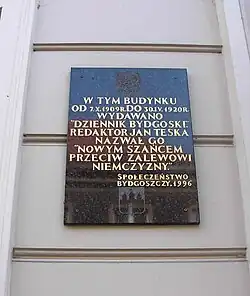 W TYM BUDYNKU
OD 7.X.1909R. DO 30.IV.1920R.
WYDAWANO
"DZIENNIK BYDGOSKI".
REDAKTOR JAN TESKA
NAZWAŁ GO
"NOWYM SZAŃCEM
PRZECIW ZALEWOWI
NIEMCZYZNY."
SPOŁECZEŃSTWO
BYDGOSZCZY, 1996